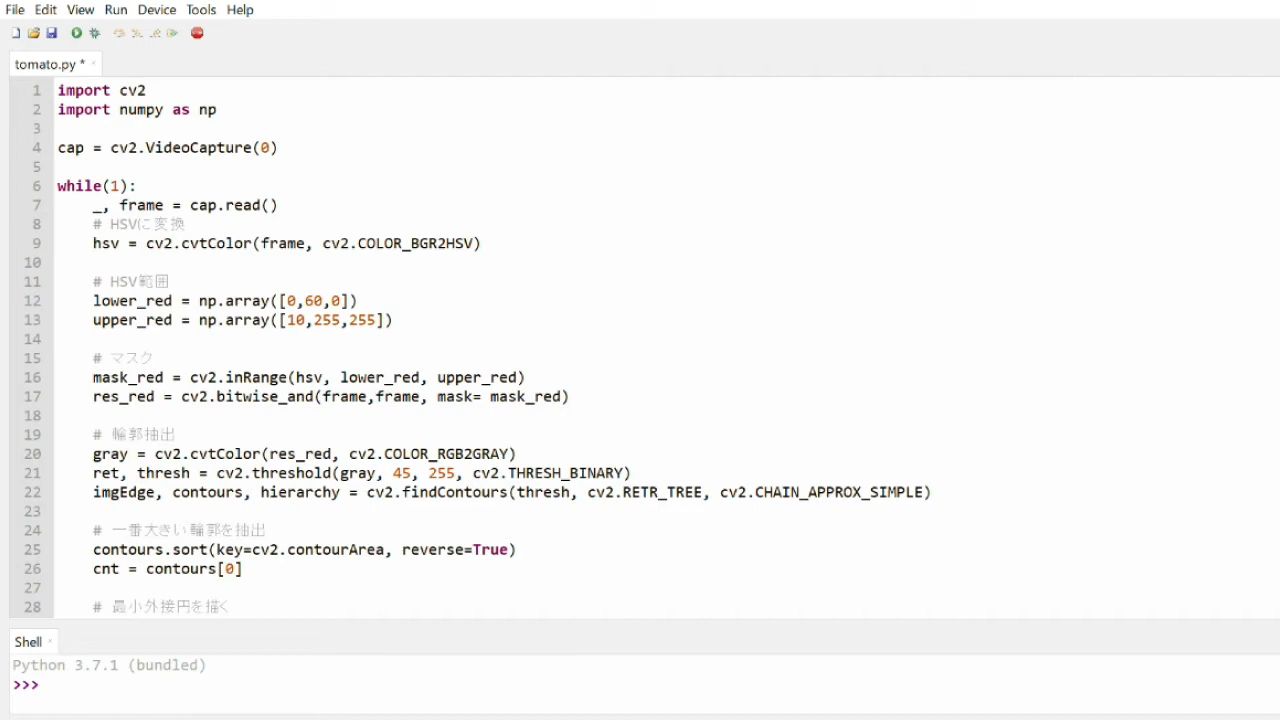 File Edit View Run Device Tools Help
tomato.py *
1 import cv2
2 import numpy as np
3
4 cap = cv2.VideoCapture(0)
5
6 while(1):
7     _, frame = cap.read()
8     # HSVに変換
9     hsv = cv2.cvtColor(frame, cv2.COLOR_BGR2HSV)
10
11     # HSV範囲
12     lower_red = np.array([0,60,0])
13     upper_red = np.array([10,255,255])
14
15     # マスク
16     mask_red = cv2.inRange(hsv, lower_red, upper_red)
17     res_red = cv2.bitwise_and(frame,frame, mask= mask_red)
18
19     # 輪郭抽出
20     gray = cv2.cvtColor(res_red, cv2.COLOR_RGB2GRAY)
21     ret, thresh = cv2.threshold(gray, 45, 255, cv2.THRESH_BINARY)
22     imgEdge, contours, hierarchy = cv2.findContours(thresh, cv2.RETR_TREE, cv2.CHAIN_APPROX_SIMPLE)
23
24     # 一番大きい輪郭を抽出
25     contours.sort(key=cv2.contourArea, reverse=True)
26     cnt = contours[0]
27
28     # 最小外接円を描く
Shell
Python 3.7.1 (bundled)
>>>